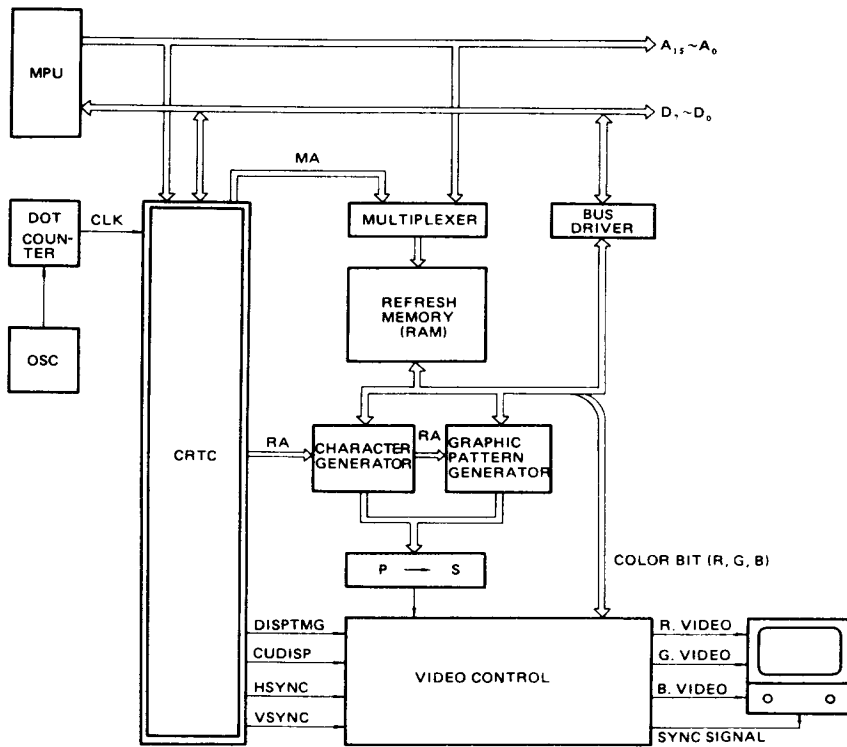 MPU
A₁₅~A₀
D₇~D₀
MA
DOT
COUN-
TER
CLK
MULTIPLEXER
BUS
DRIVER
REFRESH
MEMORY
(RAM)
OSC
CRTC
RA
CHARACTER
GENERATOR
RA
GRAPHIC
PATTERN
GENERATOR
P → S
COLOR BIT (R, G, B)
DISPTMG
CUDISP
HSYNC
VSYNC
VIDEO CONTROL
R. VIDEO
G. VIDEO
B. VIDEO
SYNC SIGNAL